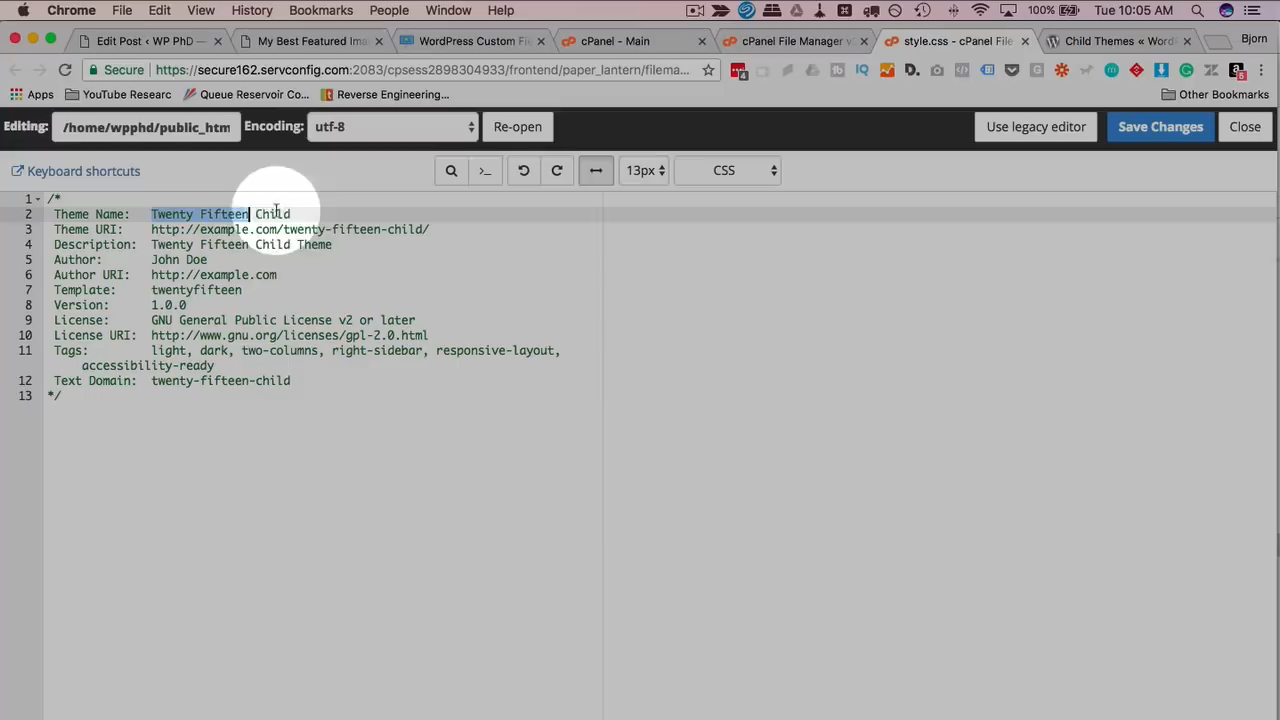 Chrome File Edit View History Bookmarks People Window Help 100% Tue 10:05 AM
Edit Post ‹ WP PhD — × My Best Featured Ima × WordPress Custom Fi × cPanel - Main × cPanel File Manager v × style.css - cPanel File × Child Themes « Word × Bjorn
Secure https://secure162.servconfig.com:2083/cpsess2898304933/frontend/paper_lantern/filema...
Apps YouTube Researc Queue Reservoir Co... Reverse Engineering... Other Bookmarks
Editing: /home/wpphd/public_htm Encoding: utf-8 Re-open Use legacy editor Save Changes Close
Keyboard shortcuts 13px CSS
1 /*
2 Theme Name: Twenty Fifteen Child
3 Theme URI: http://example.com/twenty-fifteen-child/
4 Description: Twenty Fifteen Child Theme
5 Author: John Doe
6 Author URI: http://example.com
7 Template: twentyfifteen
8 Version: 1.0.0
9 License: GNU General Public License v2 or later
10 License URI: http://www.gnu.org/licenses/gpl-2.0.html
11 Tags: light, dark, two-columns, right-sidebar, responsive-layout,
accessibility-ready
12 Text Domain: twenty-fifteen-child
13 */